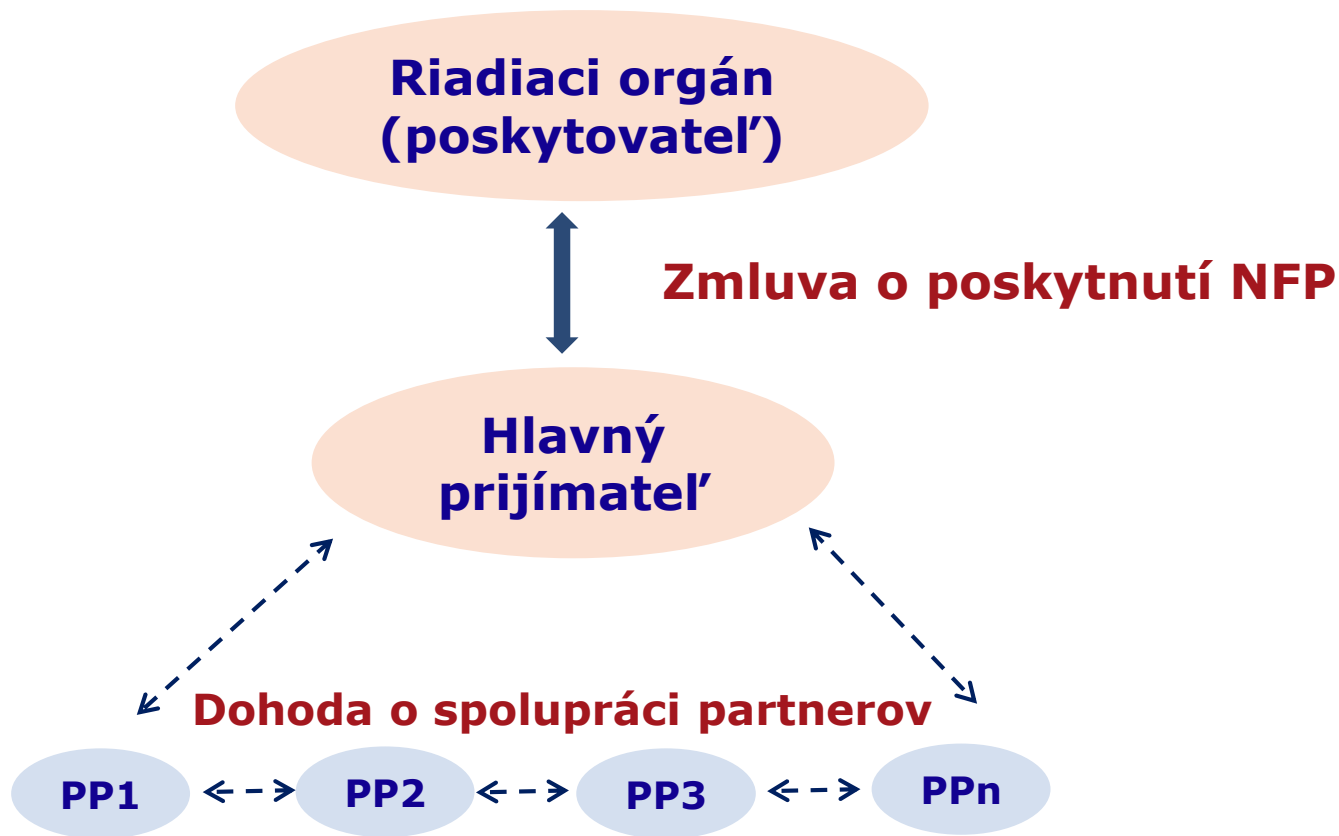 Riadiaci orgán
(poskytovateľ)
Zmluva o poskytnutí NFP
Hlavný
prijímateľ
Dohoda o spolupráci partnerov
PP1
PP2
PP3
PPn